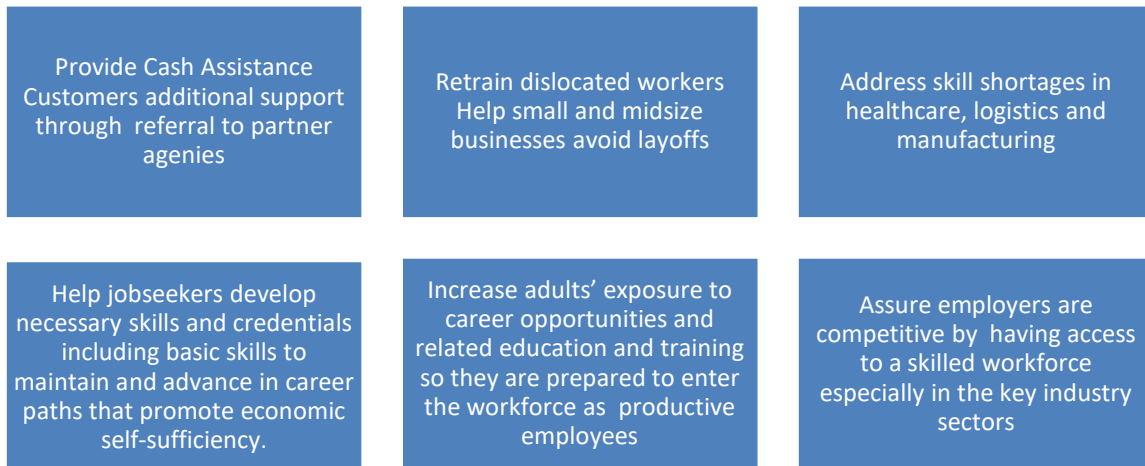 Provide Cash Assistance
Customers additional support
through  referral to partner
agenies
Retrain dislocated workers
Help small and midsize
businesses avoid layoffs
Address skill shortages in
healthcare, logistics and
manufacturing
Help jobseekers develop
necessary skills and credentials
including basic skills to
maintain and advance in career
paths that promote economic
self-sufficiency.
Increase adults’ exposure to
career opportunities and
related education and training
so they are prepared to enter
the workforce as  productive
employees
Assure employers are
competitive by  having access
to a skilled workforce
especially in the key industry
sectors